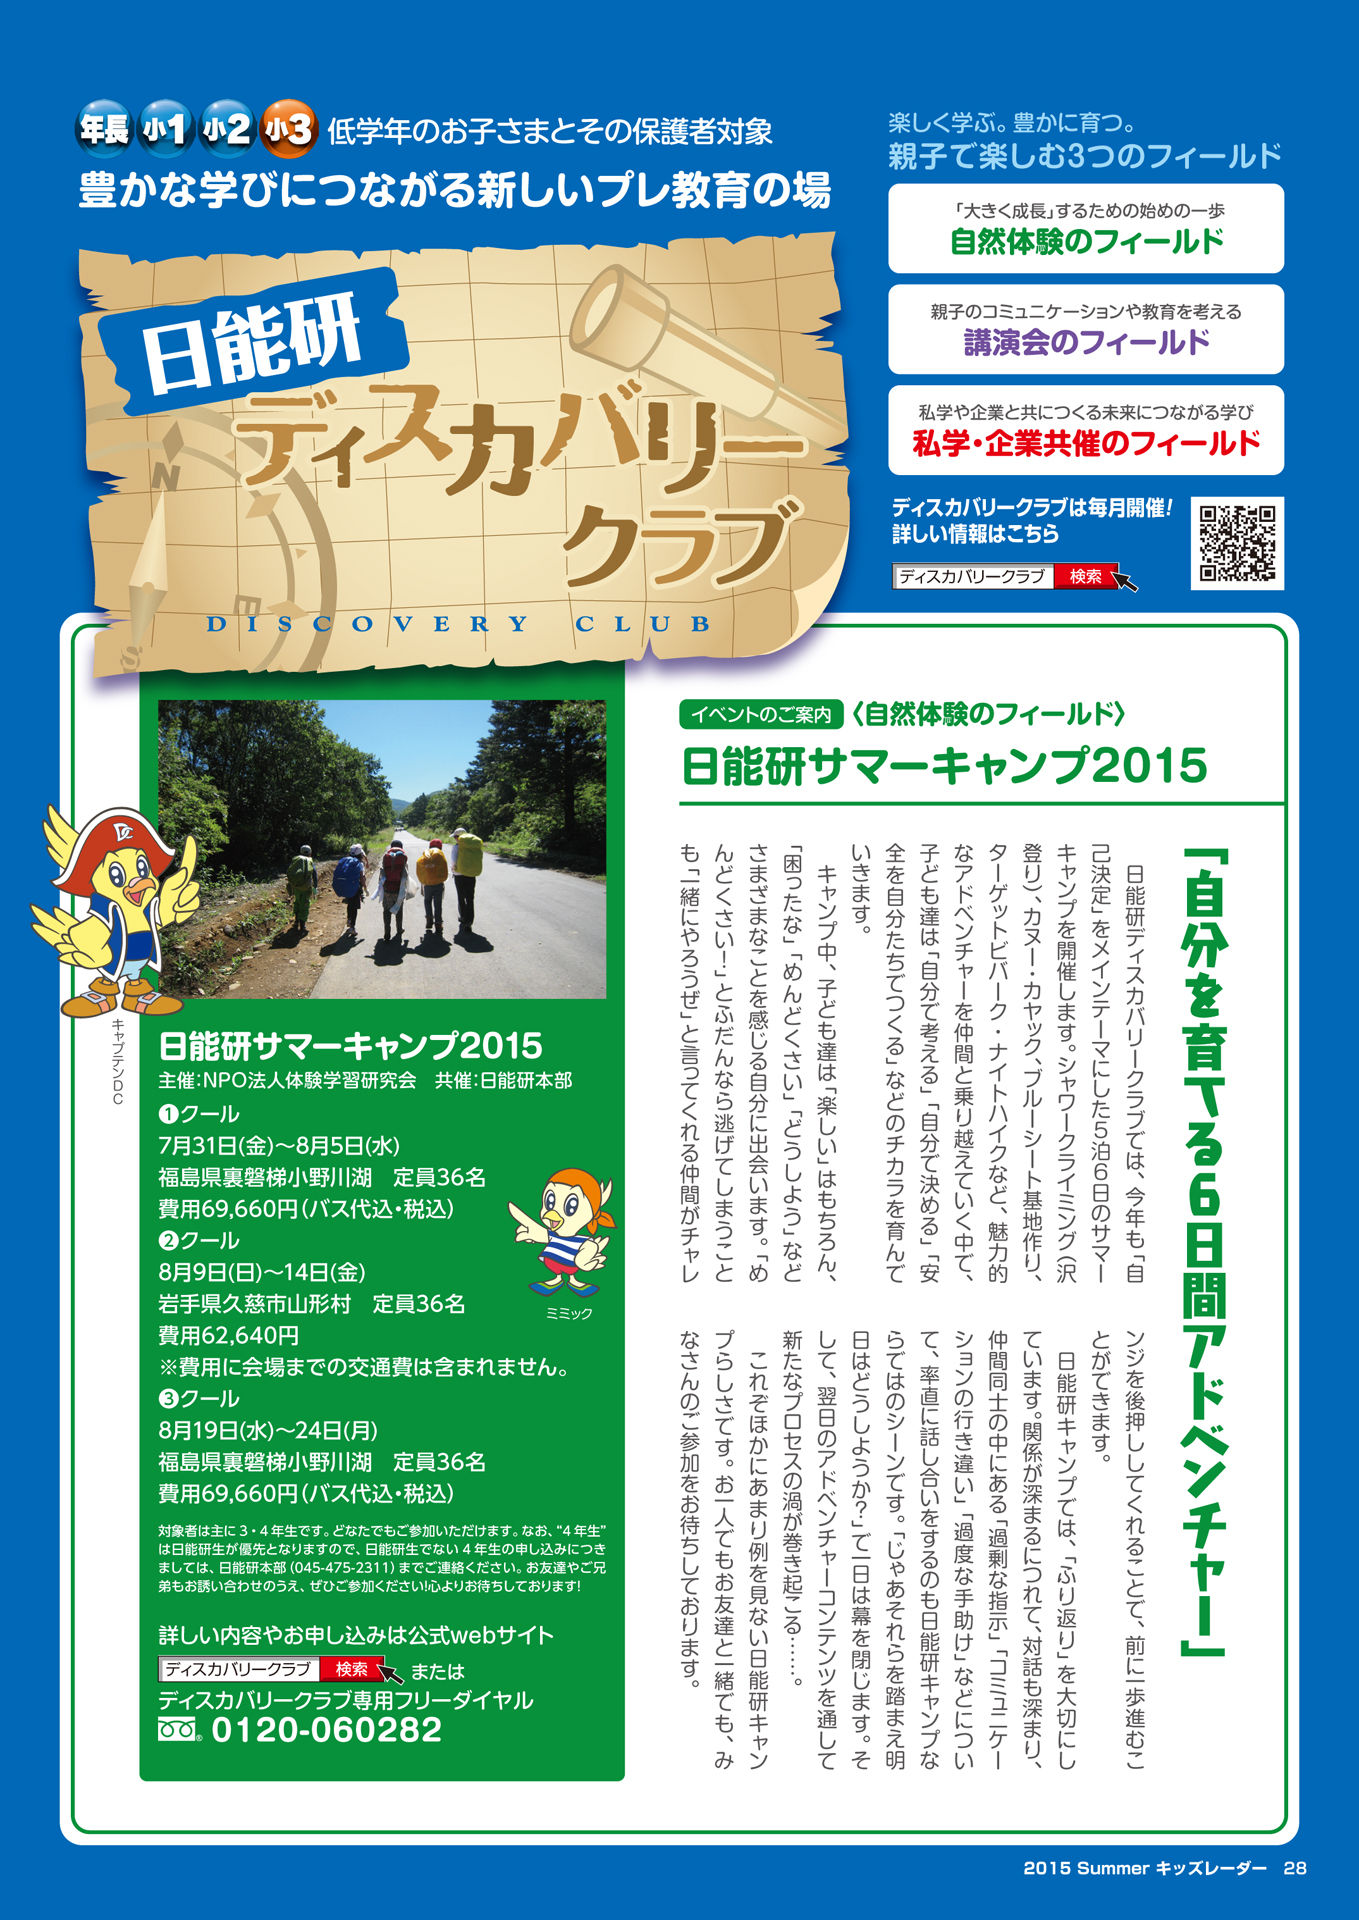 年長 小1 小2 小3 低学年のお子さまとその保護者対象
豊かな学びにつながる新しいプレ教育の場
日能研
ディスカバリー
クラブ
DISCOVERY CLUB
N
E
S
楽しく学ぶ。豊かに育つ。
親子で楽しむ3つのフィールド
「大きく成長」するための始めの一歩
自然体験のフィールド
親子のコミュニケーションや教育を考える
講演会のフィールド
私学や企業と共につくる未来につながる学び
私学・企業共催のフィールド
ディスカバリークラブは毎月開催!
詳しい情報はこちら
ディスカバリークラブ 検索
イベントのご案内 〈自然体験のフィールド〉
日能研サマーキャンプ2015
「自分を育てる6日間アドベンチャー」
日能研ディスカバリークラブでは、今年も「自
己決定」をメインテーマにした5泊6日のサマー
キャンプを開催します。シャワークライミング（沢
登り）、カヌー・カヤック、ブルーシート基地作り、
ターゲットビバーク・ナイトハイクなど、魅力的
なアドベンチャーを仲間と乗り越えていく中で、
子ども達は「自分で考える」「自分で決める」「安
全を自分たちでつくる」などのチカラを育んで
いきます。
キャンプ中、子ども達は「楽しい」はもちろん、
「困ったな」「めんどくさい」「どうしよう」など
さまざまなことを感じる自分に出会います。「め
んどくさい！」とふだんなら逃げてしまうこと
も「一緒にやろうぜ」と言ってくれる仲間がチャレ
ンジを後押ししてくれることで、前に一歩進むこ
とができます。
日能研キャンプでは、「ふり返り」を大切にし
ています。関係が深まるにつれて、対話も深まり、
仲間同士の中にある「過剰な指示」「コミュニケー
ションの行き違い」「過度な手助け」などについ
て、率直に話し合いをするのも日能研キャンプな
らではのシーンです。「じゃあそれらを踏まえ明
日はどうしようか？」で一日は幕を閉じます。そ
して、翌日のアドベンチャーコンテンツを通して
新たなプロセスの渦が巻き起こる……。
これぞほかにあまり例を見ない日能研キャン
プらしさです。お一人でもお友達と一緒でも、み
なさんのご参加をお待ちしております。
DC
キャプテンDC
日能研サマーキャンプ2015
主催:NPO法人体験学習研究会 共催:日能研本部
❶クール
7月31日(金)～8月5日(水)
福島県裏磐梯小野川湖 定員36名
費用69,660円（バス代込・税込）
❷クール
8月9日(日)～14日(金)
岩手県久慈市山形村 定員36名
費用62,640円
※費用に会場までの交通費は含まれません。
❸クール
8月19日(水)～24日(月)
福島県裏磐梯小野川湖 定員36名
費用69,660円（バス代込・税込）
ミミック
対象者は主に3・4年生です。どなたでもご参加いただけます。なお、“4年生”
は日能研生が優先となりますので、日能研生でない4年生の申し込みにつき
ましては、日能研本部（045-475-2311）までご連絡ください。お友達やご兄
弟もお誘い合わせのうえ、ぜひご参加ください!心よりお待ちしております!
詳しい内容やお申し込みは公式webサイト
ディスカバリークラブ 検索 または
ディスカバリークラブ専用フリーダイヤル
0120-060282
2015 Summer キッズレーダー 28